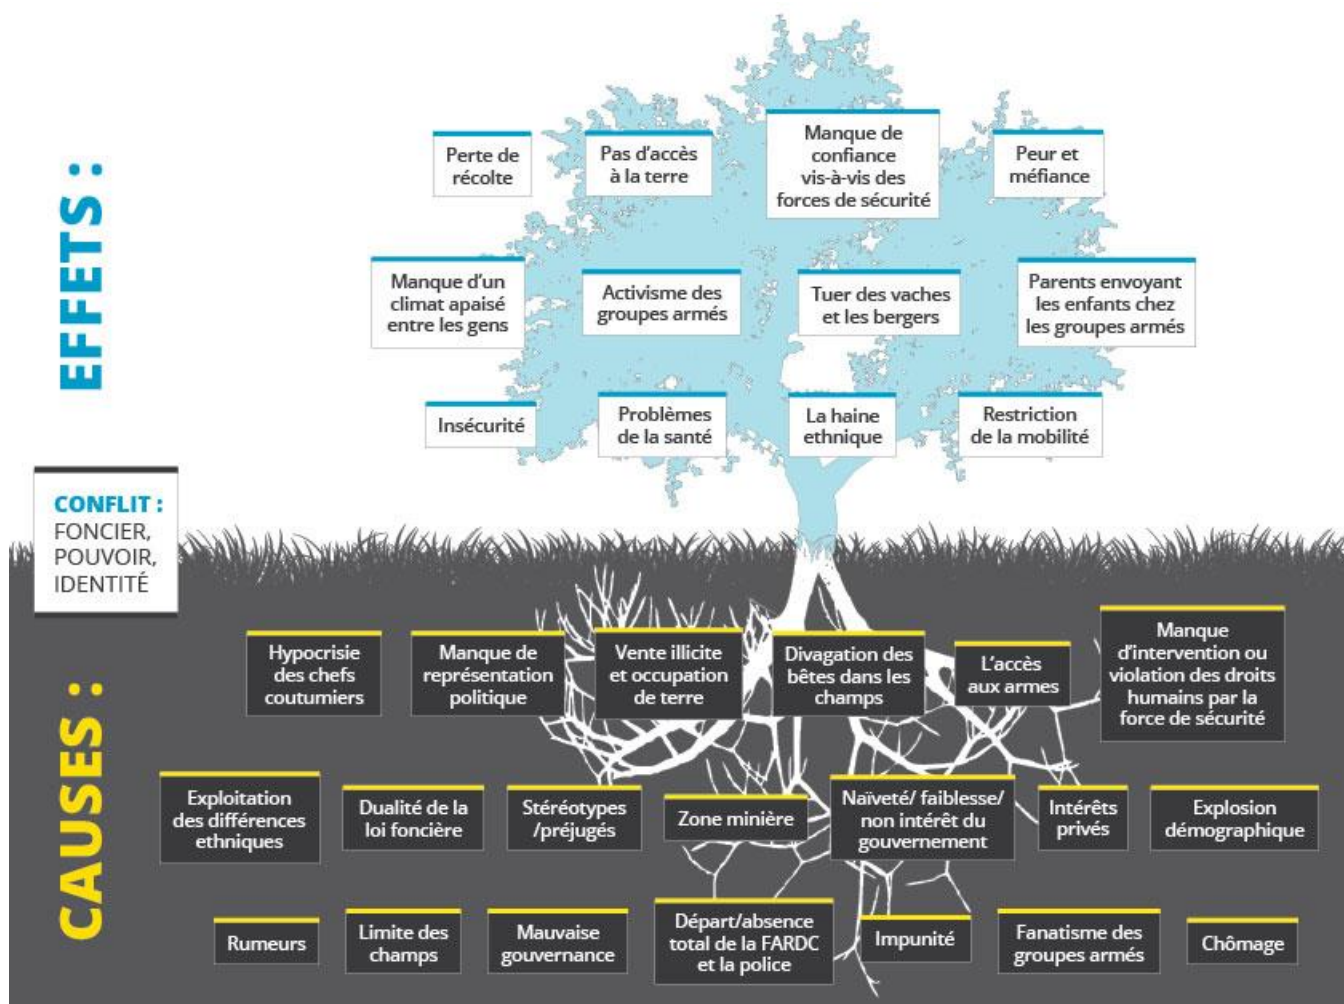 EFFETS :
Perte de
récolte
Pas d'accès
à la terre
Manque de
confiance
vis-à-vis des
forces de sécurité
Peur et
méfiance
Manque d'un
climat apaisé
entre les gens
Activisme des
groupes armés
Tuer des vaches
et les bergers
Parents envoyant
les enfants chez
les groupes armés
Insécurité
Problèmes
de la santé
La haine
ethnique
Restriction
de la mobilité
CONFLIT :
FONCIER,
POUVOIR,
IDENTITÉ
CAUSES :
Hypocrisie
des chefs
coutumiers
Manque de
représentation
politique
Vente illicite
et occupation
de terre
Divagation des
bêtes dans les
champs
L'accès
aux armes
Manque
d'intervention ou
violation des droits
humains par la
force de sécurité
Exploitation
des différences
ethniques
Dualité de la
loi foncière
Stéréotypes
/préjugés
Zone minière
Naïveté/ faiblesse/
non intérêt du
gouvernement
Intérêts
privés
Explosion
démographique
Rumeurs
Limite des
champs
Mauvaise
gouvernance
Départ/absence
total de la FARDC
et la police
Impunité
Fanatisme des
groupes armés
Chômage